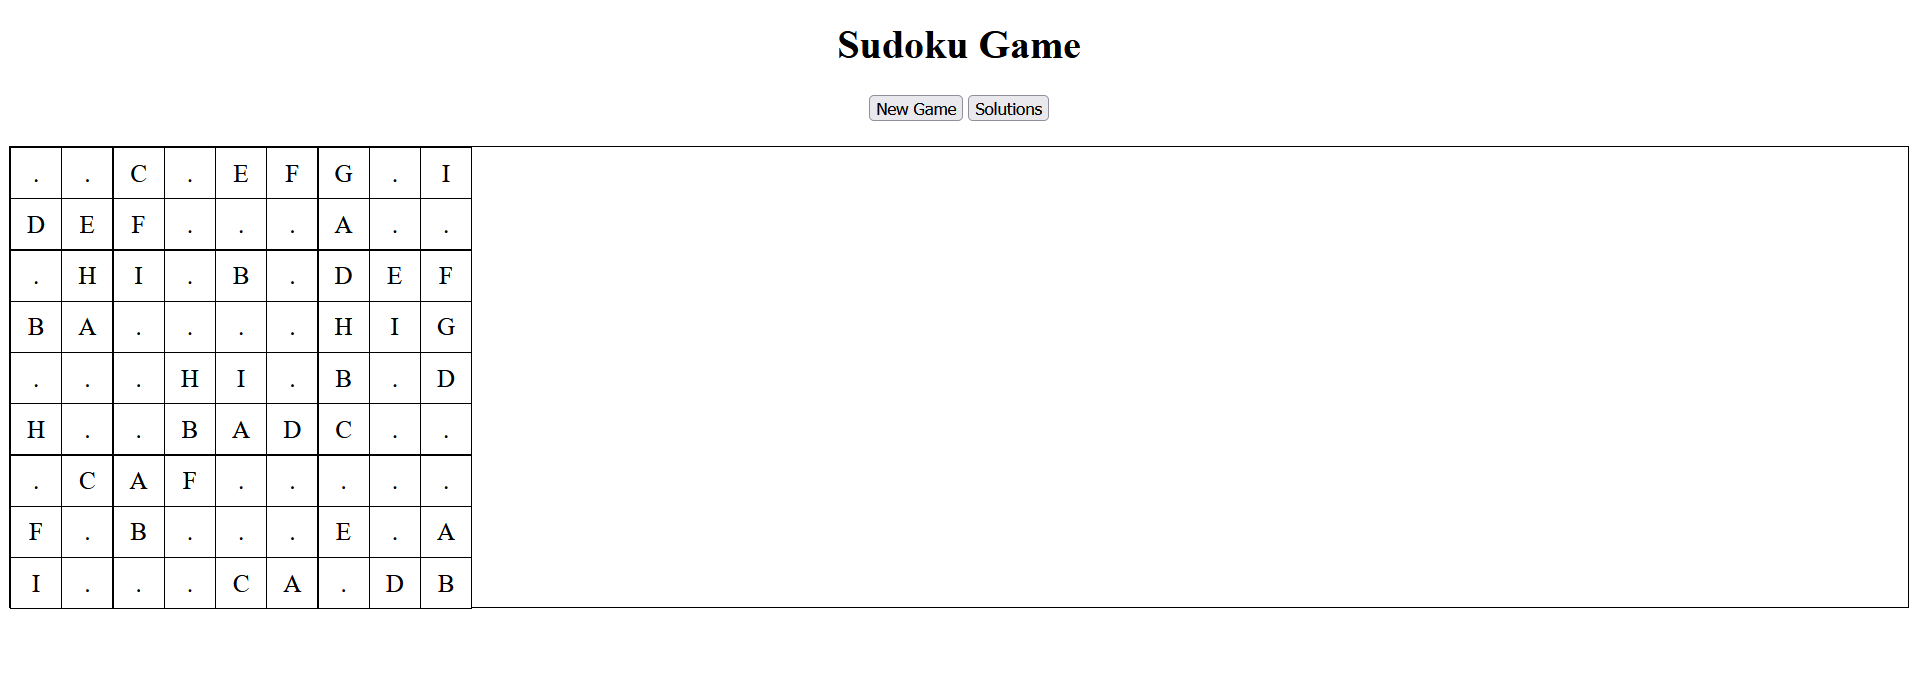 Sudoku Game
New Game Solutions
. . C . E F G . I
D E F . . . A . .
. H I . B . D E F
B A . . . . H I G
. . . H I . B . D
H . . B A D C . .
. C A F . . . . .
F . B . . . E . A
I . . . C A . D B